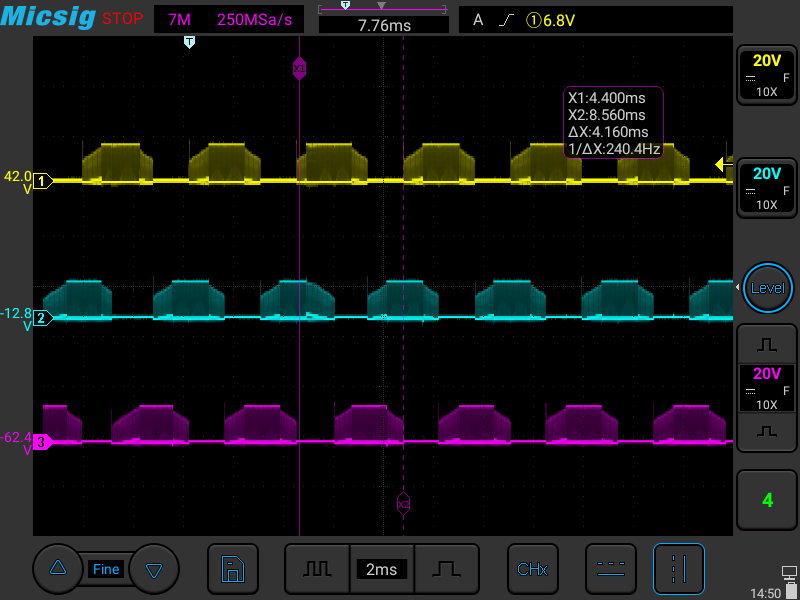 Micsig STOP 7M 250MSa/s T 7.76ms A ①6.8V
T
X1
X1:4.400ms
X2:8.560ms
ΔX:4.160ms
1/ΔX:240.4Hz
20V
F
10X
42.0
V
1
20V
F
10X
-12.8
V
2
Level
20V
F
10X
-62.4
V
3
X2
4
Fine 2ms CHx
14:50